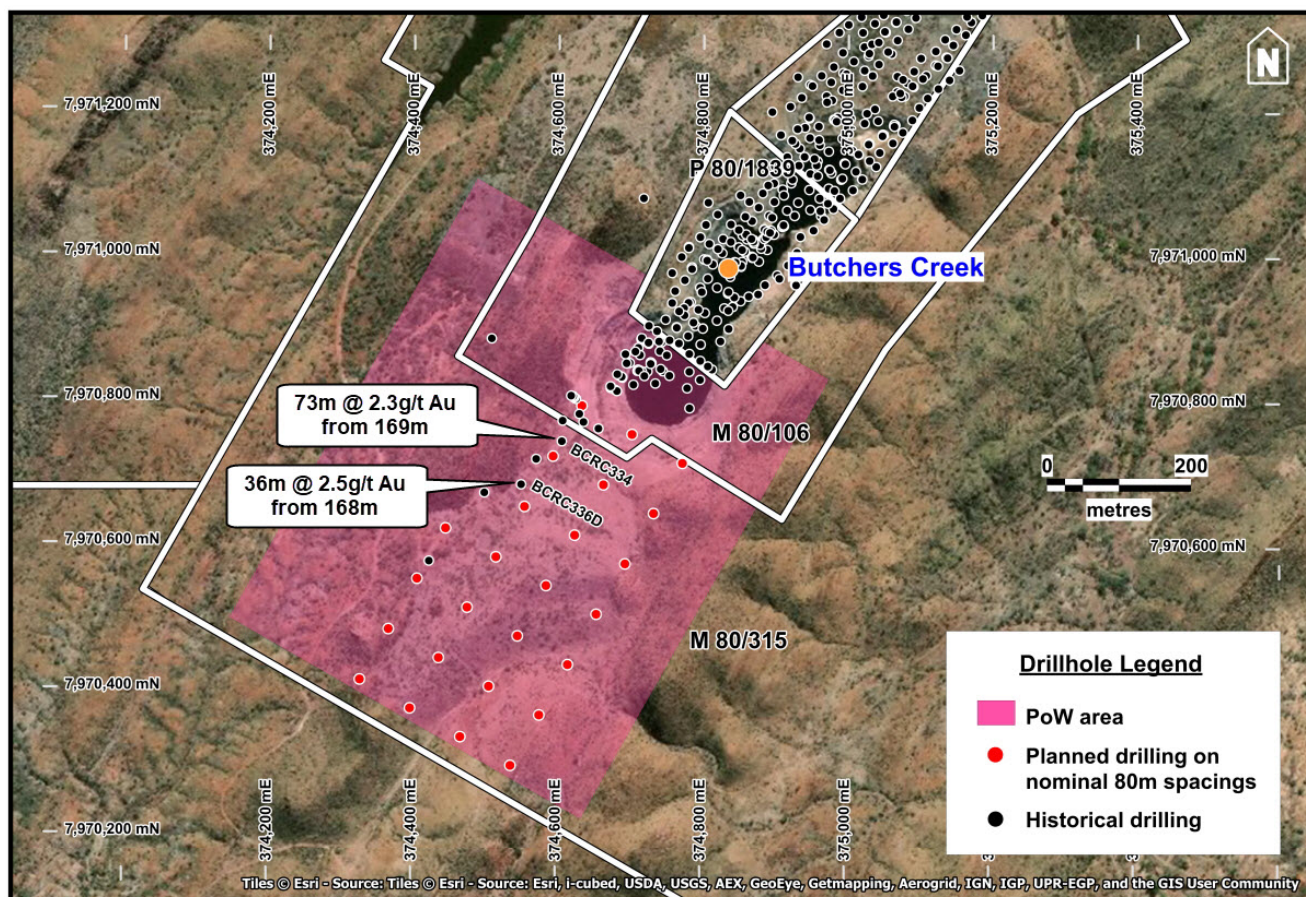 N
374,200 mE
374,400 mE
374,600 mE
374,800 mE
375,000 mE
375,200 mE
375,400 mE
7,971,200 mN
7,971,200 mN
P 80/1839
7,971,000 mN
7,971,000 mN
Butchers Creek
7,970,800 mN
7,970,800 mN
73m @ 2.3g/t Au
from 169m
M 80/106
BCRC334
0
200
metres
36m @ 2.5g/t Au
from 168m
BCRC336D
7,970,600 mN
7,970,600 mN
M 80/315
7,970,400 mN
Drillhole Legend
PoW area
Planned drilling on
nominal 80m spacings
Historical drilling
7,970,200 mN
374,200 mE
374,400 mE
374,600 mE
374,800 mE
375,000 mE
Tiles © Esri - Source: Tiles © Esri - Source: Esri, i-cubed, USDA, USGS, AEX, GeoEye, Getmapping, Aerogrid, IGN, IGP, UPR-EGP, and the GIS User Community